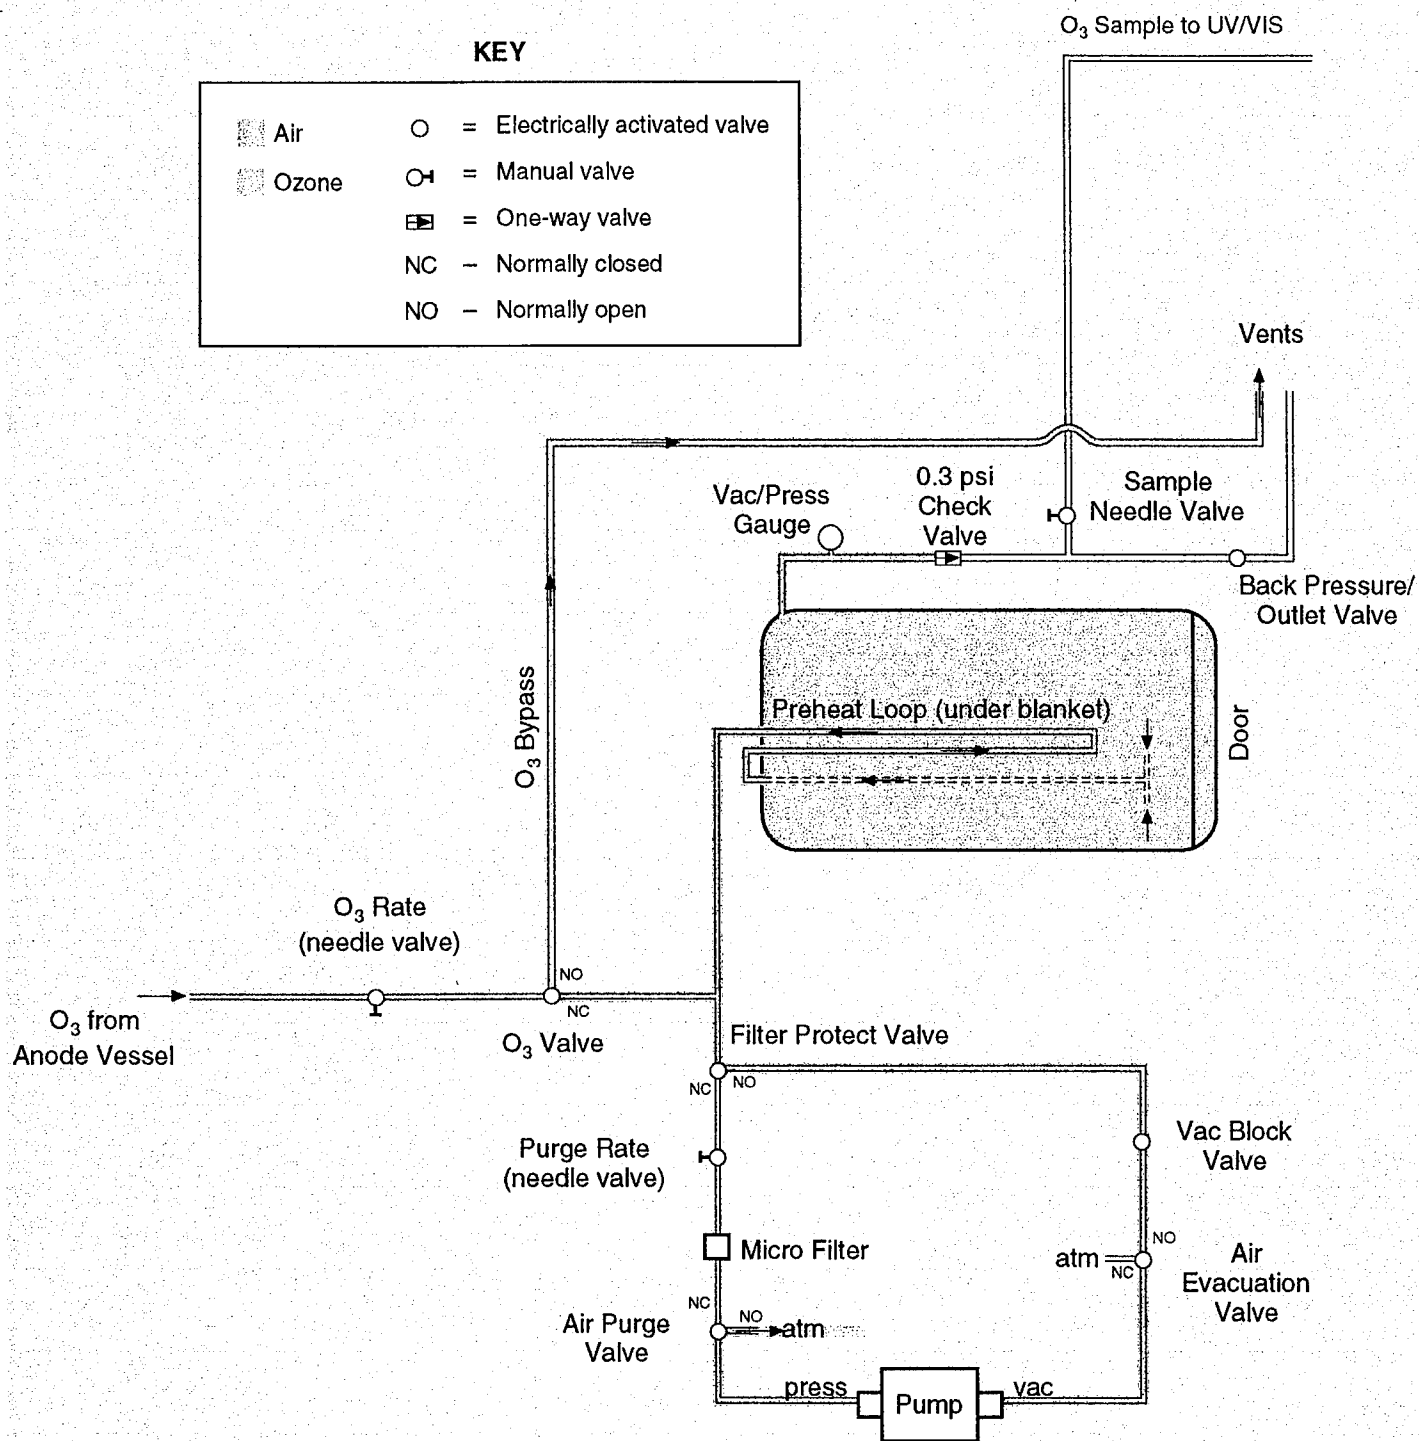 O3 Sample to UV/VIS
KEY
Air
Ozone
= Electrically activated valve
= Manual valve
= One-way valve
NC – Normally closed
NO – Normally open
Vents
Vac/Press
Gauge
0.3 psi
Check
Valve
Sample
Needle Valve
Back Pressure/
Outlet Valve
Preheat Loop (under blanket)
Door
O3 Bypass
O3 Rate
(needle valve)
O3 from
Anode Vessel
NO
NC
O3 Valve
Filter Protect Valve
NC
NO
Purge Rate
(needle valve)
Vac Block
Valve
Micro Filter
atm
NO
NC
Air
Evacuation
Valve
NC
NO
atm
Air Purge
Valve
press
Pump
vac